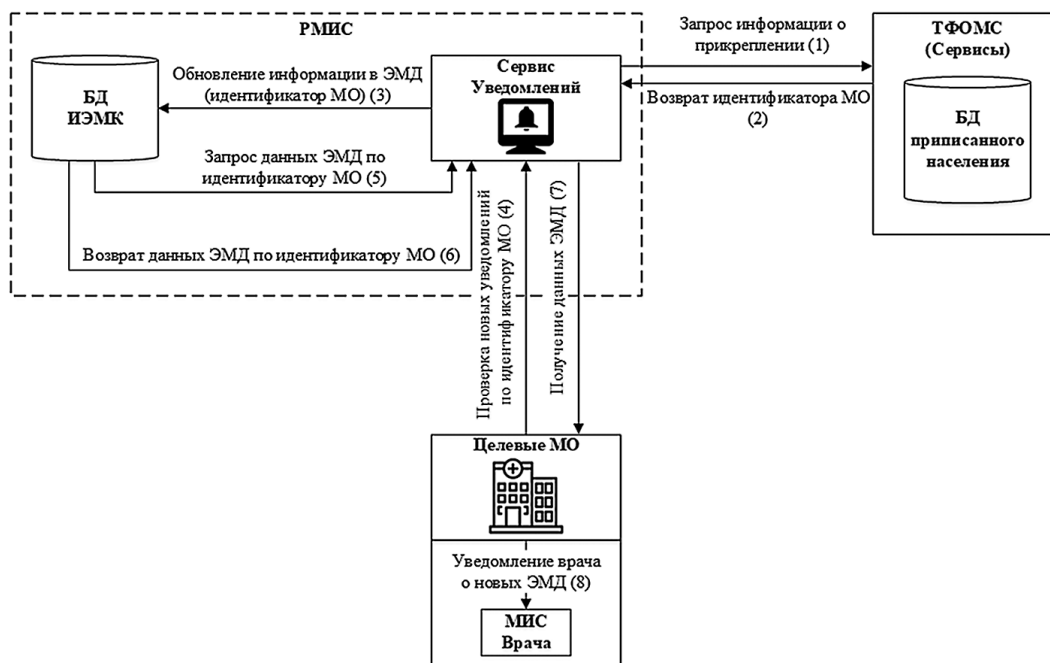 РМИС
БД
ИЭМК
Обновление информации в ЭМД
(идентификатор МО) (3)
Сервис
Уведомлений
Запрос информации о
прикреплении (1)
Возврат идентификатора МО
(2)
ТФОМС
(Сервисы)
БД
приписанного
населения
Запрос данных ЭМД по
идентификатору МО (5)
Возврат данных ЭМД по идентификатору МО (6)
Проверка новых уведомлений
по идентификатору МО (4)
Получение данных ЭМД (7)
Целевые МО
Уведомление врача
о новых ЭМД (8)
МИС
Врача